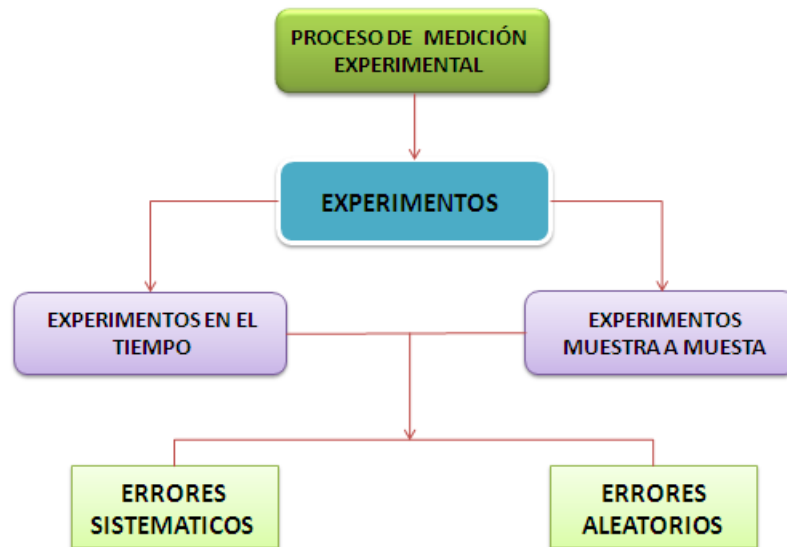 PROCESO DE MEDICIÓN
EXPERIMENTAL
EXPERIMENTOS
EXPERIMENTOS EN EL
TIEMPO
EXPERIMENTOS
MUESTRA A MUESTA
ERRORES
SISTEMATICOS
ERRORES
ALEATORIOS